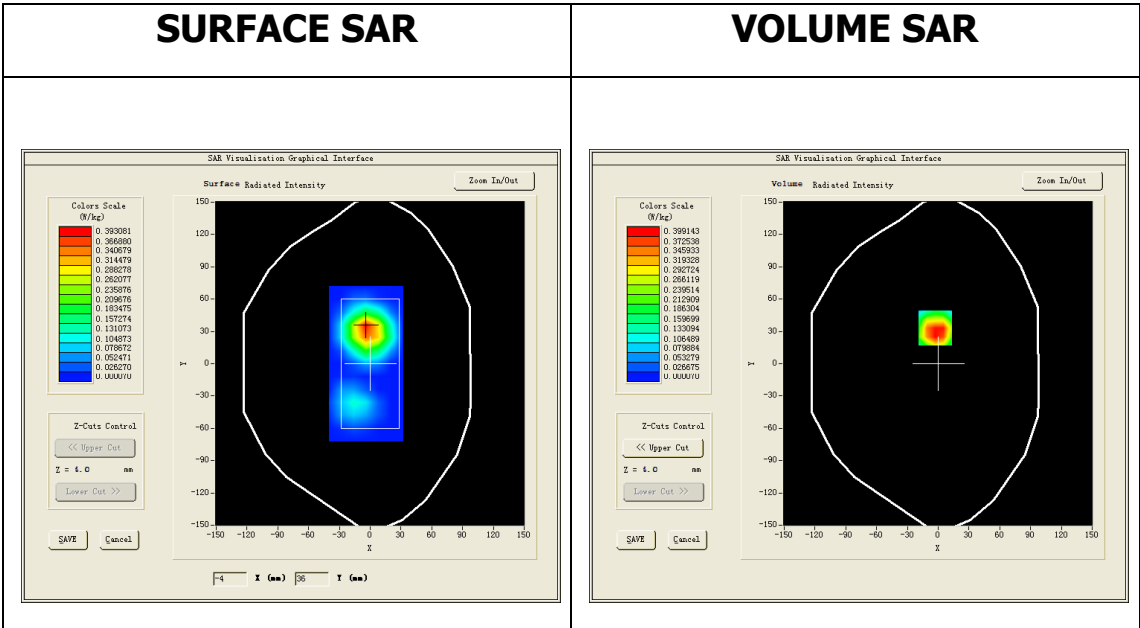 SURFACE SAR
VOLUME SAR
SAR Visualisation Graphical Interface
Surface Radiated Intensity
Zoom In/Out
Colors Scale
(W/kg)
0.393081
0.366880
0.340679
0.314479
0.288278
0.262077
0.235876
0.209676
0.183475
0.157274
0.131073
0.104873
0.078672
0.052471
0.026270
0.000070
Z-Cuts Control
<< Upper Cut
Z = 4.0 mm
Lower Cut >>
SAVE
Cancel
150
120
90
60
30
0
-30
-60
-90
-120
-150
Y
-150 -120 -90 -60 -30 0 30 60 90 120 150
X
-4 X (mm) 36 Y (mm)
SAR Visualisation Graphical Interface
Volume Radiated Intensity
Zoom In/Out
Colors Scale
(W/kg)
0.399143
0.372538
0.345933
0.319328
0.292724
0.266119
0.239514
0.212909
0.186304
0.159699
0.133094
0.106489
0.079884
0.053279
0.026675
0.000070
Z-Cuts Control
<< Upper Cut
Z = 4.0 mm
Lower Cut >>
SAVE
Cancel
150
120
90
60
30
0
-30
-60
-90
-120
-150
Y
-150 -120 -90 -60 -30 0 30 60 90 120 150
X